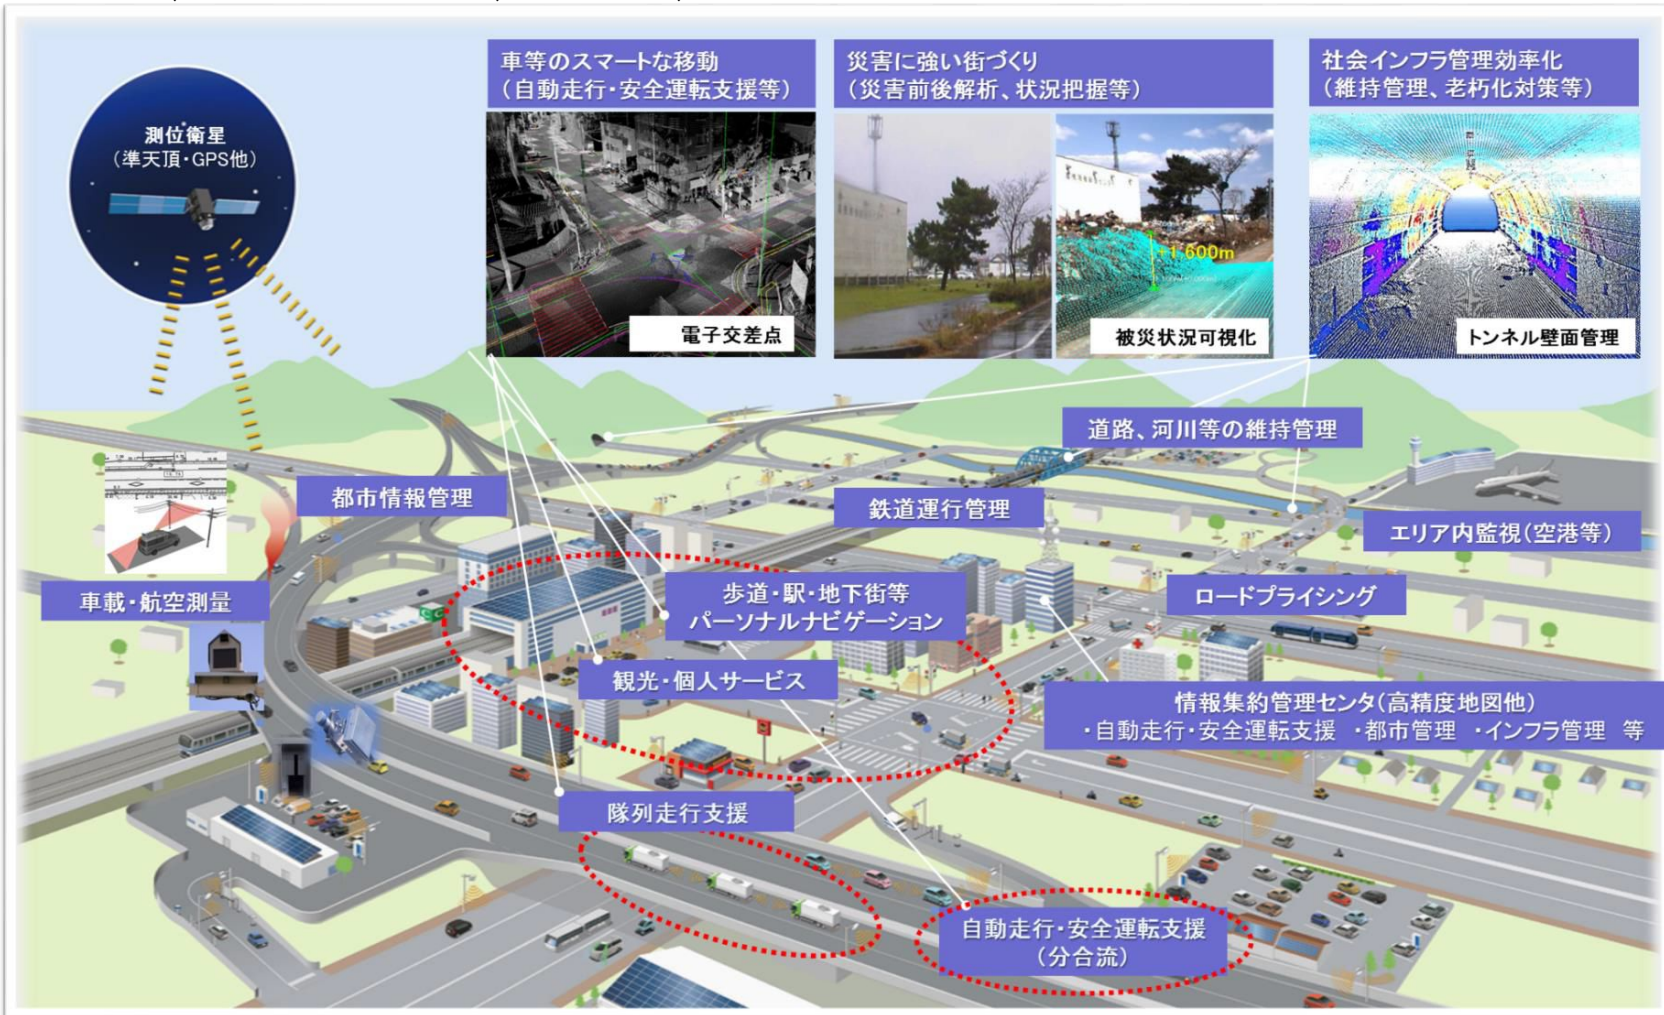 車等のスマートな移動
(自動走行・安全運転支援等)
災害に強い街づくり
(災害前後解析、状況把握等)
社会インフラ管理効率化
(維持管理、老朽化対策等)
測位衛星
(準天頂・GPS他)
+1.600m
電子交差点
被災状況可視化
トンネル壁面管理
道路、河川等の維持管理
都市情報管理
鉄道運行管理
エリア内監視(空港等)
車載・航空測量
歩道・駅・地下街等
パーソナルナビゲーション
ロードプライシング
観光・個人サービス
情報集約管理センタ(高精度地図他)
・自動走行・安全運転支援 ・都市管理 ・インフラ管理 等
隊列走行支援
自動走行・安全運転支援
(分合流)